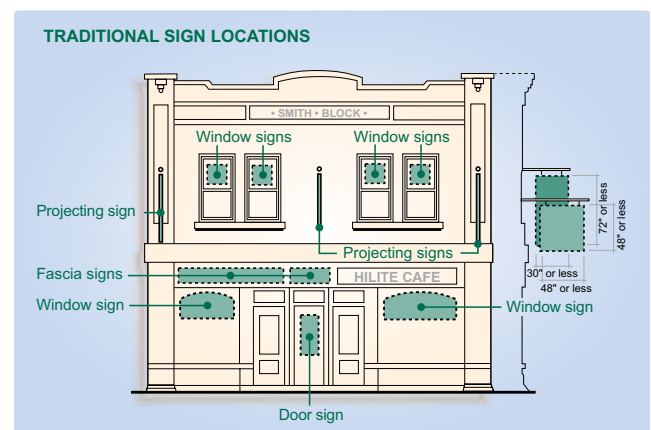 TRADITIONAL SIGN LOCATIONS
• SMITH • BLOCK •
Window signs
Window signs
Projecting sign
Projecting signs
72" or less
48" or less
Fascia signs
HILITE CAFE
30" or less
48" or less
Window sign
Window sign
Door sign